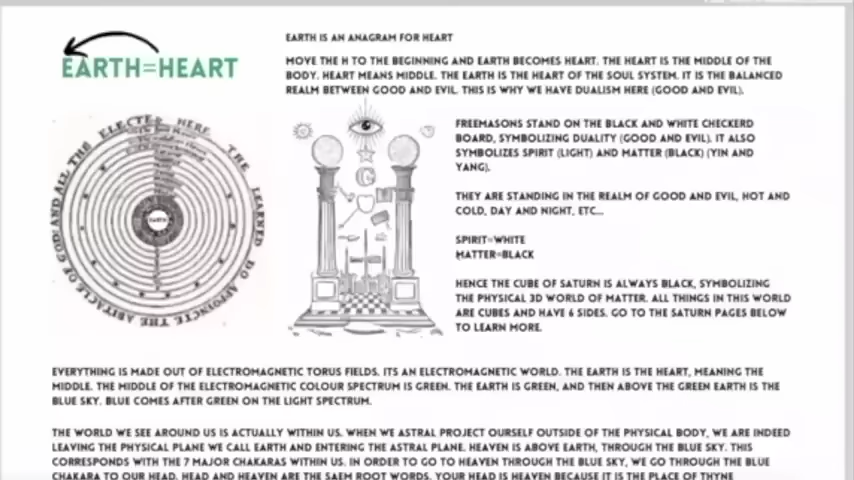 EARTH=HEART
EARTH IS AN ANAGRAM FOR HEART
MOVE THE H TO THE BEGINNING AND EARTH BECOMES HEART. THE HEART IS THE MIDDLE OF THE
BODY. HEART MEANS MIDDLE. THE EARTH IS THE HEART OF THE SOUL SYSTEM. IT IS THE BALANCED
REALM BETWEEN GOOD AND EVIL. THIS IS WHY WE HAVE DUALISM HERE (GOOD AND EVIL).
HERE THE LEARNED DO APPOINCTE THE ABITACLE OF GOD AND ALL THE ELECTED
EARTH
G
FREEMASONS STAND ON THE BLACK AND WHITE CHECKERD
BOARD, SYMBOLIZING DUALITY (GOOD AND EVIL). IT ALSO
SYMBOLIZES SPIRIT (LIGHT) AND MATTER (BLACK) (YIN AND
YANG).
THEY ARE STANDING IN THE REALM OF GOOD AND EVIL, HOT AND
COLD, DAY AND NIGHT, ETC...
SPIRIT=WHITE
MATTER=BLACK
HENCE THE CUBE OF SATURN IS ALWAYS BLACK, SYMBOLIZING
THE PHYSICAL 3D WORLD OF MATTER. ALL THINGS IN THIS WORLD
ARE CUBES AND HAVE 6 SIDES. GO TO THE SATURN PAGES BELOW
TO LEARN MORE.
EVERYTHING IS MADE OUT OF ELECTROMAGNETIC TORUS FIELDS. ITS AN ELECTROMAGNETIC WORLD. THE EARTH IS THE HEART, MEANING THE
MIDDLE. THE MIDDLE OF THE ELECTROMAGNETIC COLOUR SPECTRUM IS GREEN. THE EARTH IS GREEN, AND THEN ABOVE THE GREEN EARTH IS THE
BLUE SKY. BLUE COMES AFTER GREEN ON THE LIGHT SPECTRUM.
THE WORLD WE SEE AROUND US IS ACTUALLY WITHIN US. WHEN WE ASTRAL PROJECT OURSELF OUTSIDE OF THE PHYSICAL BODY, WE ARE INDEED
LEAVING THE PHYSICAL PLANE WE CALL EARTH AND ENTERING THE ASTRAL PLANE. HEAVEN IS ABOVE EARTH, THROUGH THE BLUE SKY. THIS
CORRESPONDS WITH THE 7 MAJOR CHAKARAS WITHIN US. IN ORDER TO GO TO HEAVEN THROUGH THE BLUE SKY, WE GO THROUGH THE BLUE
CHAKARA TO OUR HEAD. HEAD AND HEAVEN ARE THE SAEM ROOT WORDS. YOUR HEAD IS HEAVEN BECAUSE IT IS THE PLACE OF THYNE